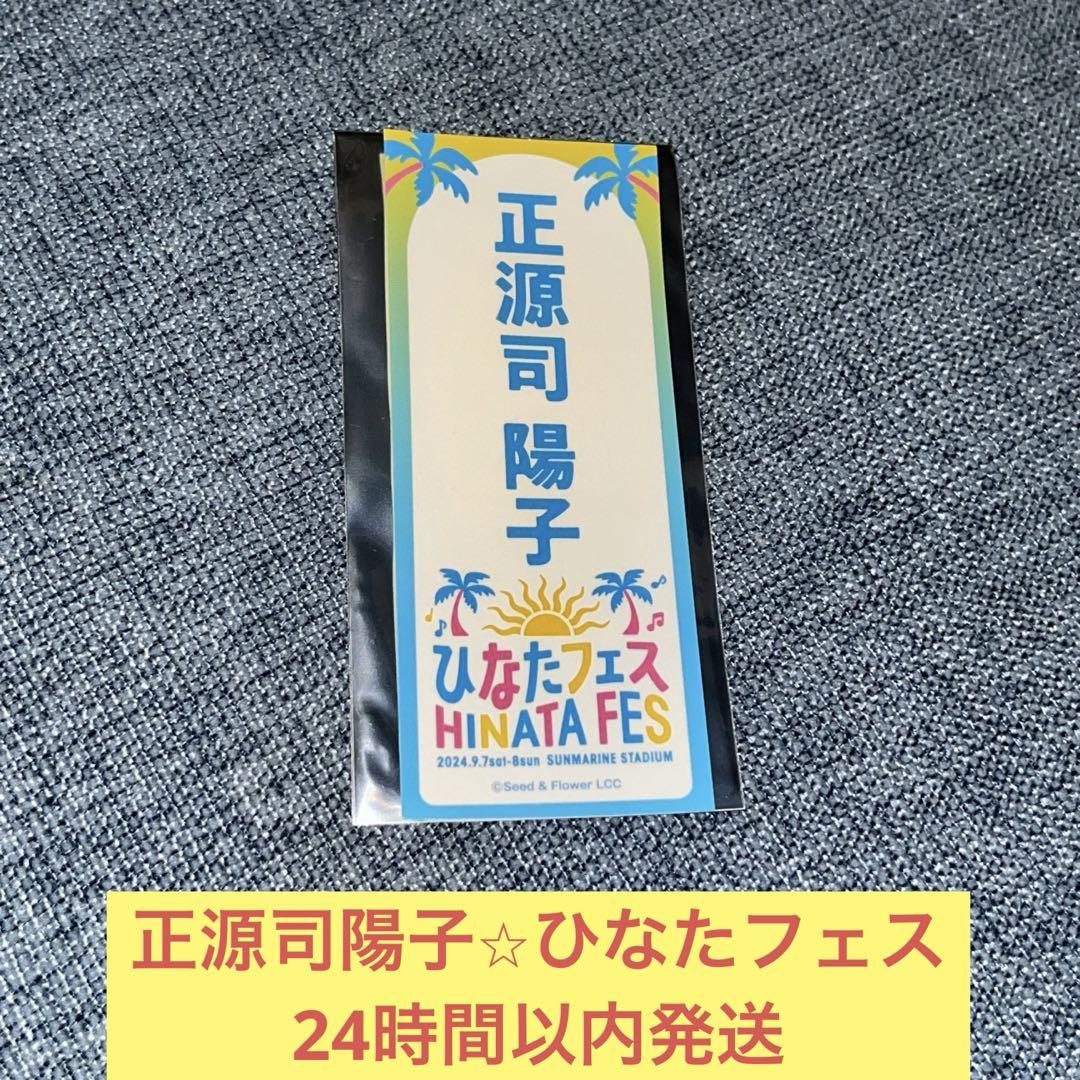 正源司 陽子
ひなたフェス
HINATA FES
2024.9.7sat-8sun SUNMARINE STADIUM
©Seed & Flower LCC
正源司陽子☆ひなたフェス
24時間以内発送